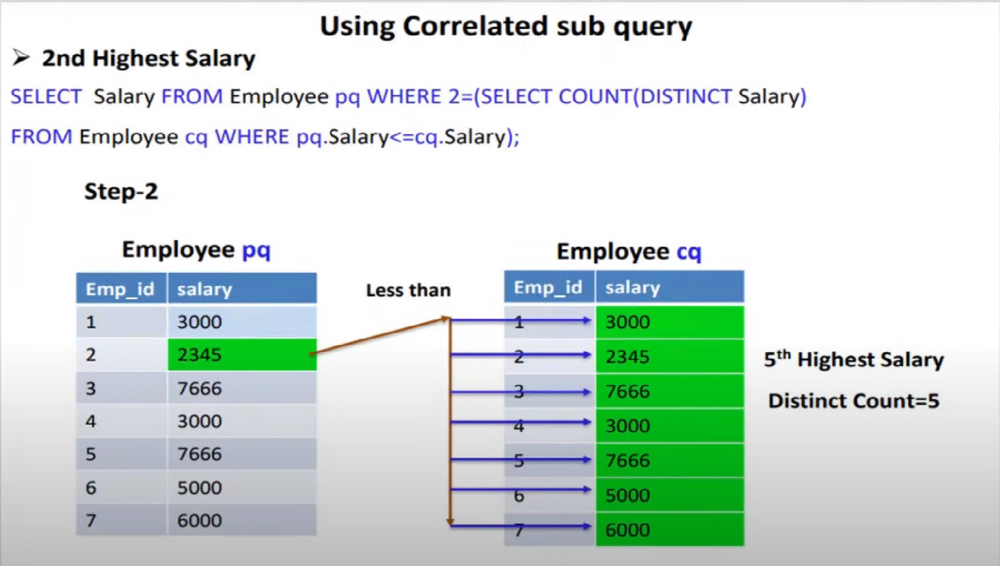 Using Correlated sub query
➤ 2nd Highest Salary
SELECT Salary FROM Employee pq WHERE 2=(SELECT COUNT(DISTINCT Salary)
FROM Employee cq WHERE pq.Salary<=cq.Salary);
Step-2
Employee pq
Emp_id salary
1 3000
2 2345
3 7666
4 3000
5 7666
6 5000
7 6000
Less than
Employee cq
Emp_id salary
1 3000
2 2345
3 7666
4 3000
5 7666
6 5000
7 6000
5th Highest Salary
Distinct Count=5